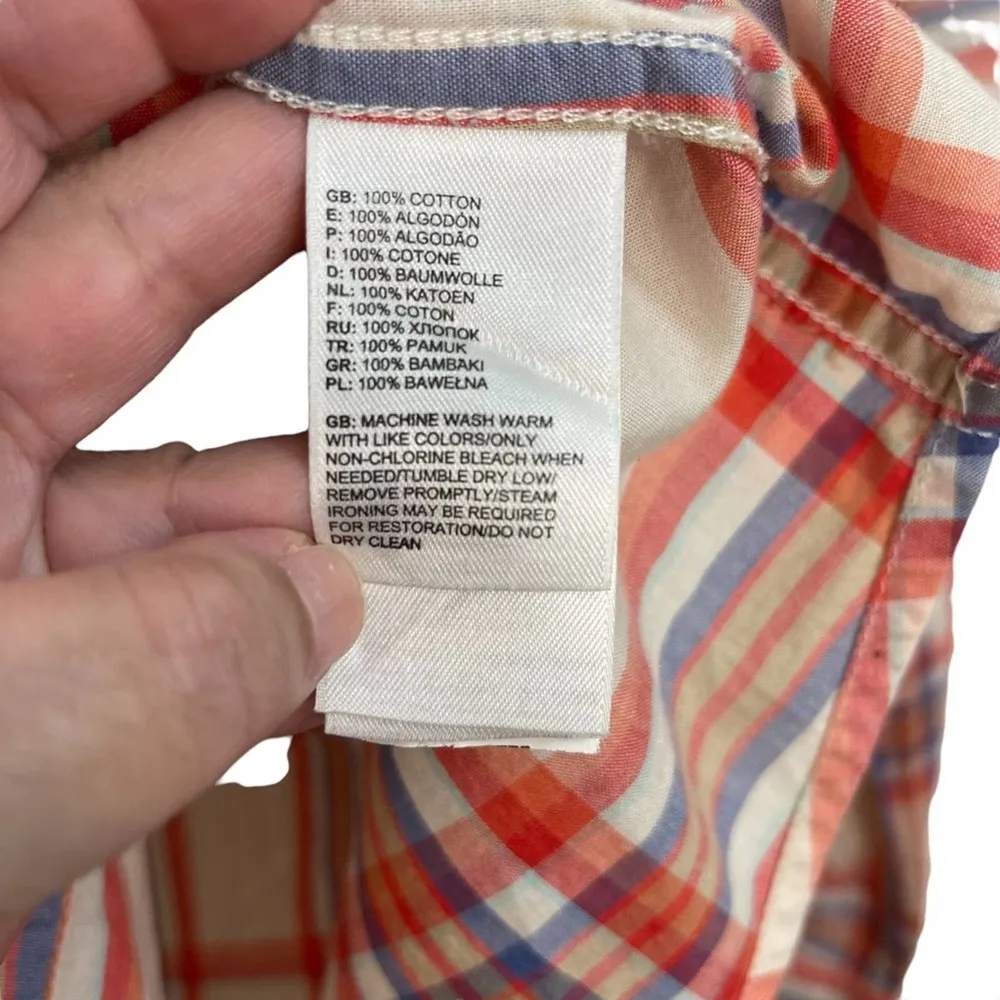 GB: 100% COTTON
E: 100% ALGODÓN
P: 100% ALGODÃO
I: 100% COTONE
D: 100% BAUMWOLLE
NL: 100% KATOEN
F: 100% COTON
RU: 100% Хлопок
TR: 100% PAMUK
GR: 100% ΒΑΜΒΑΚΙ
PL: 100% BAWEŁNA
GB: MACHINE WASH WARM
WITH LIKE COLORS/ONLY
NON-CHLORINE BLEACH WHEN
NEEDED/TUMBLE DRY LOW/
REMOVE PROMPTLY/STEAM
IRONING MAY BE REQUIRED
FOR RESTORATION/DO NOT
DRY CLEAN